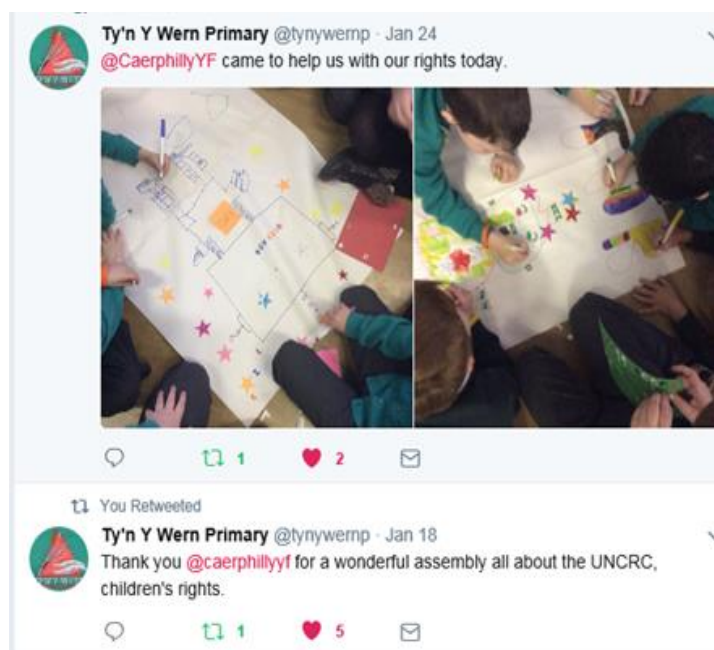 Ty'n Y Wern Primary @tynywernp · Jan 24
@CaerphillyYF came to help us with our rights today.
1 2
You Retweeted
Ty'n Y Wern Primary @tynywernp · Jan 18
Thank you @caerphillyyf for a wonderful assembly all about the UNCRC,
children's rights.
1 5